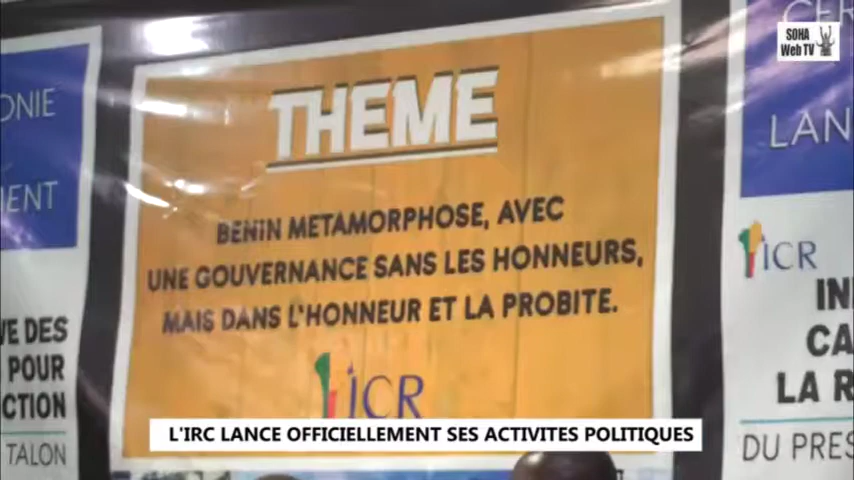 SOHA
Web TV
CER
ONIE
THEME
LAN
MENT
BENIN METAMORPHOSE, AVEC
UNE GOUVERNANCE SANS LES HONNEURS,
MAIS DANS L'HONNEUR ET LA PROBITE.
ICR
IN
VE DES
POUR
CA
CTION
ICR
LA R
L'IRC LANCE OFFICIELLEMENT SES ACTIVITES POLITIQUES
TALON
DU PRES